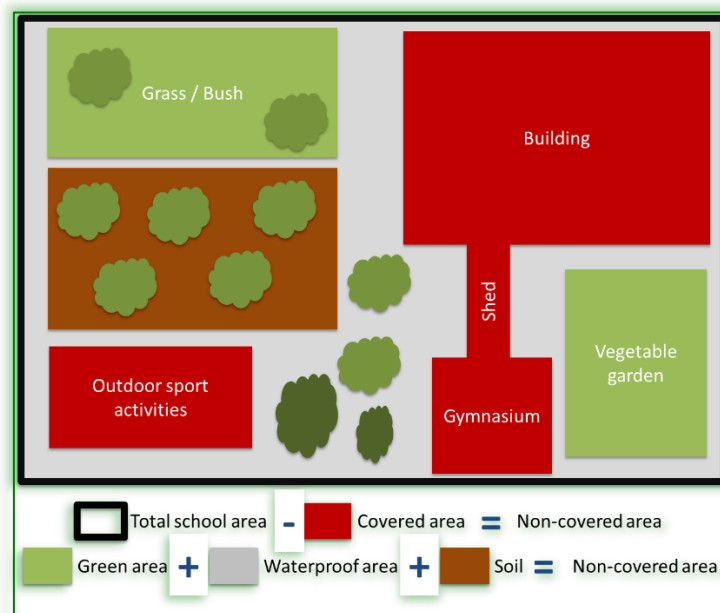 Grass / Bush
Building
Shed
Vegetable
garden
Outdoor sport
activities
Gymnasium
Total school area - Covered area = Non-covered area
Green area + Waterproof area + Soil = Non-covered area